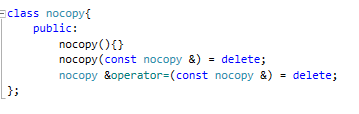 class nocopy{
    public:
        nocopy(){}
        nocopy(const nocopy &) = delete;
        nocopy &operator=(const nocopy &) = delete;
};